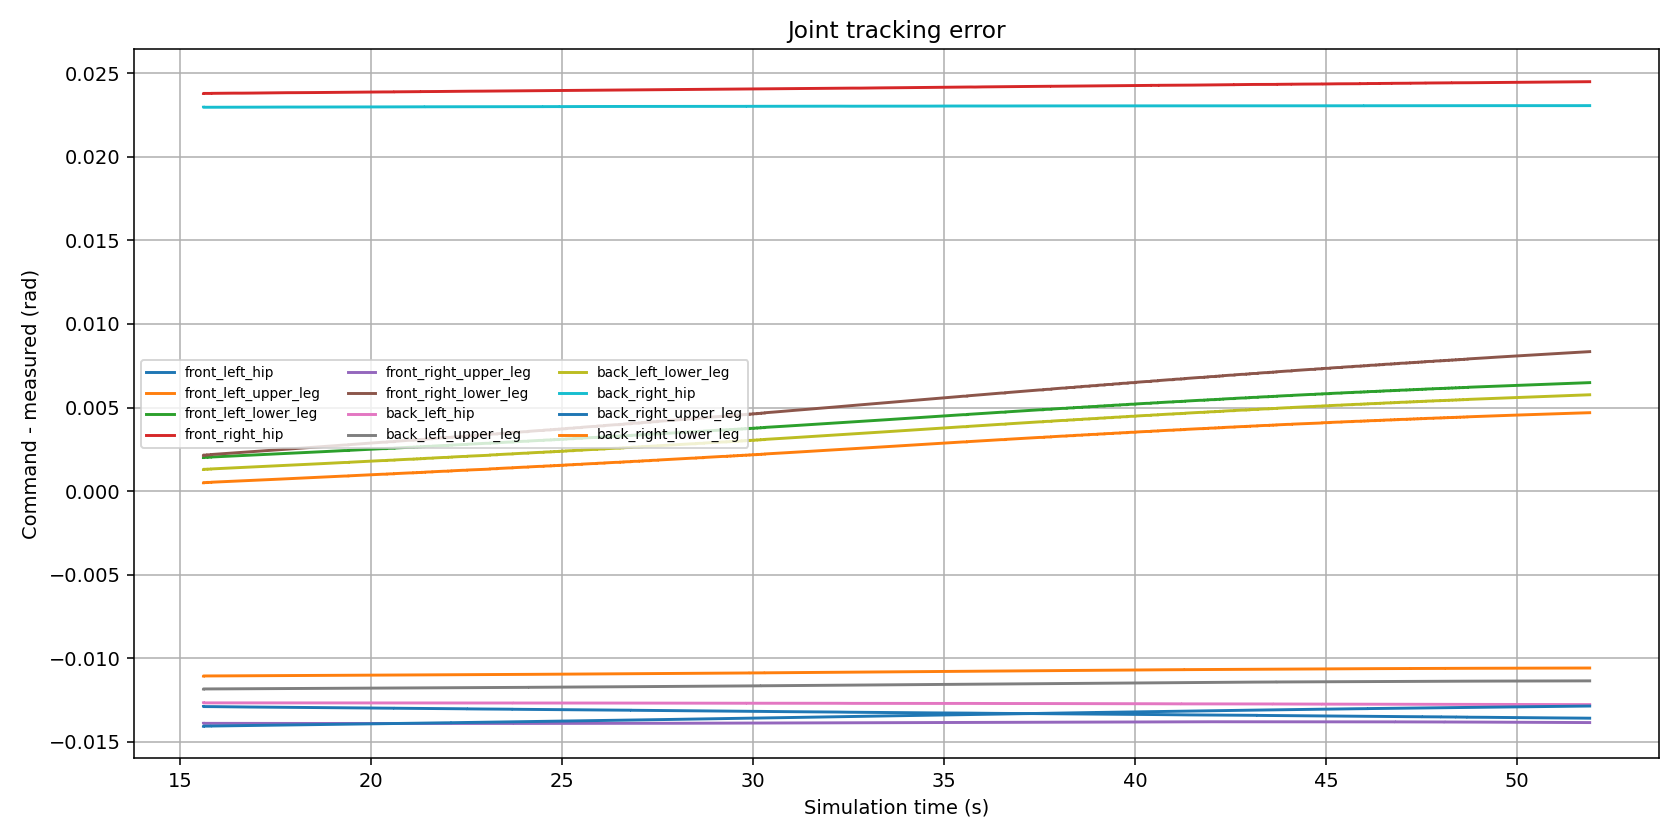 Joint tracking error
Command - measured (rad)
0.025
0.020
0.015
0.010
0.005
0.000
−0.005
−0.010
−0.015
front_left_hip
front_left_upper_leg
front_left_lower_leg
front_right_hip
front_right_upper_leg
front_right_lower_leg
back_left_hip
back_left_upper_leg
back_left_lower_leg
back_right_hip
back_right_upper_leg
back_right_lower_leg
15 20 25 30 35 40 45 50
Simulation time (s)